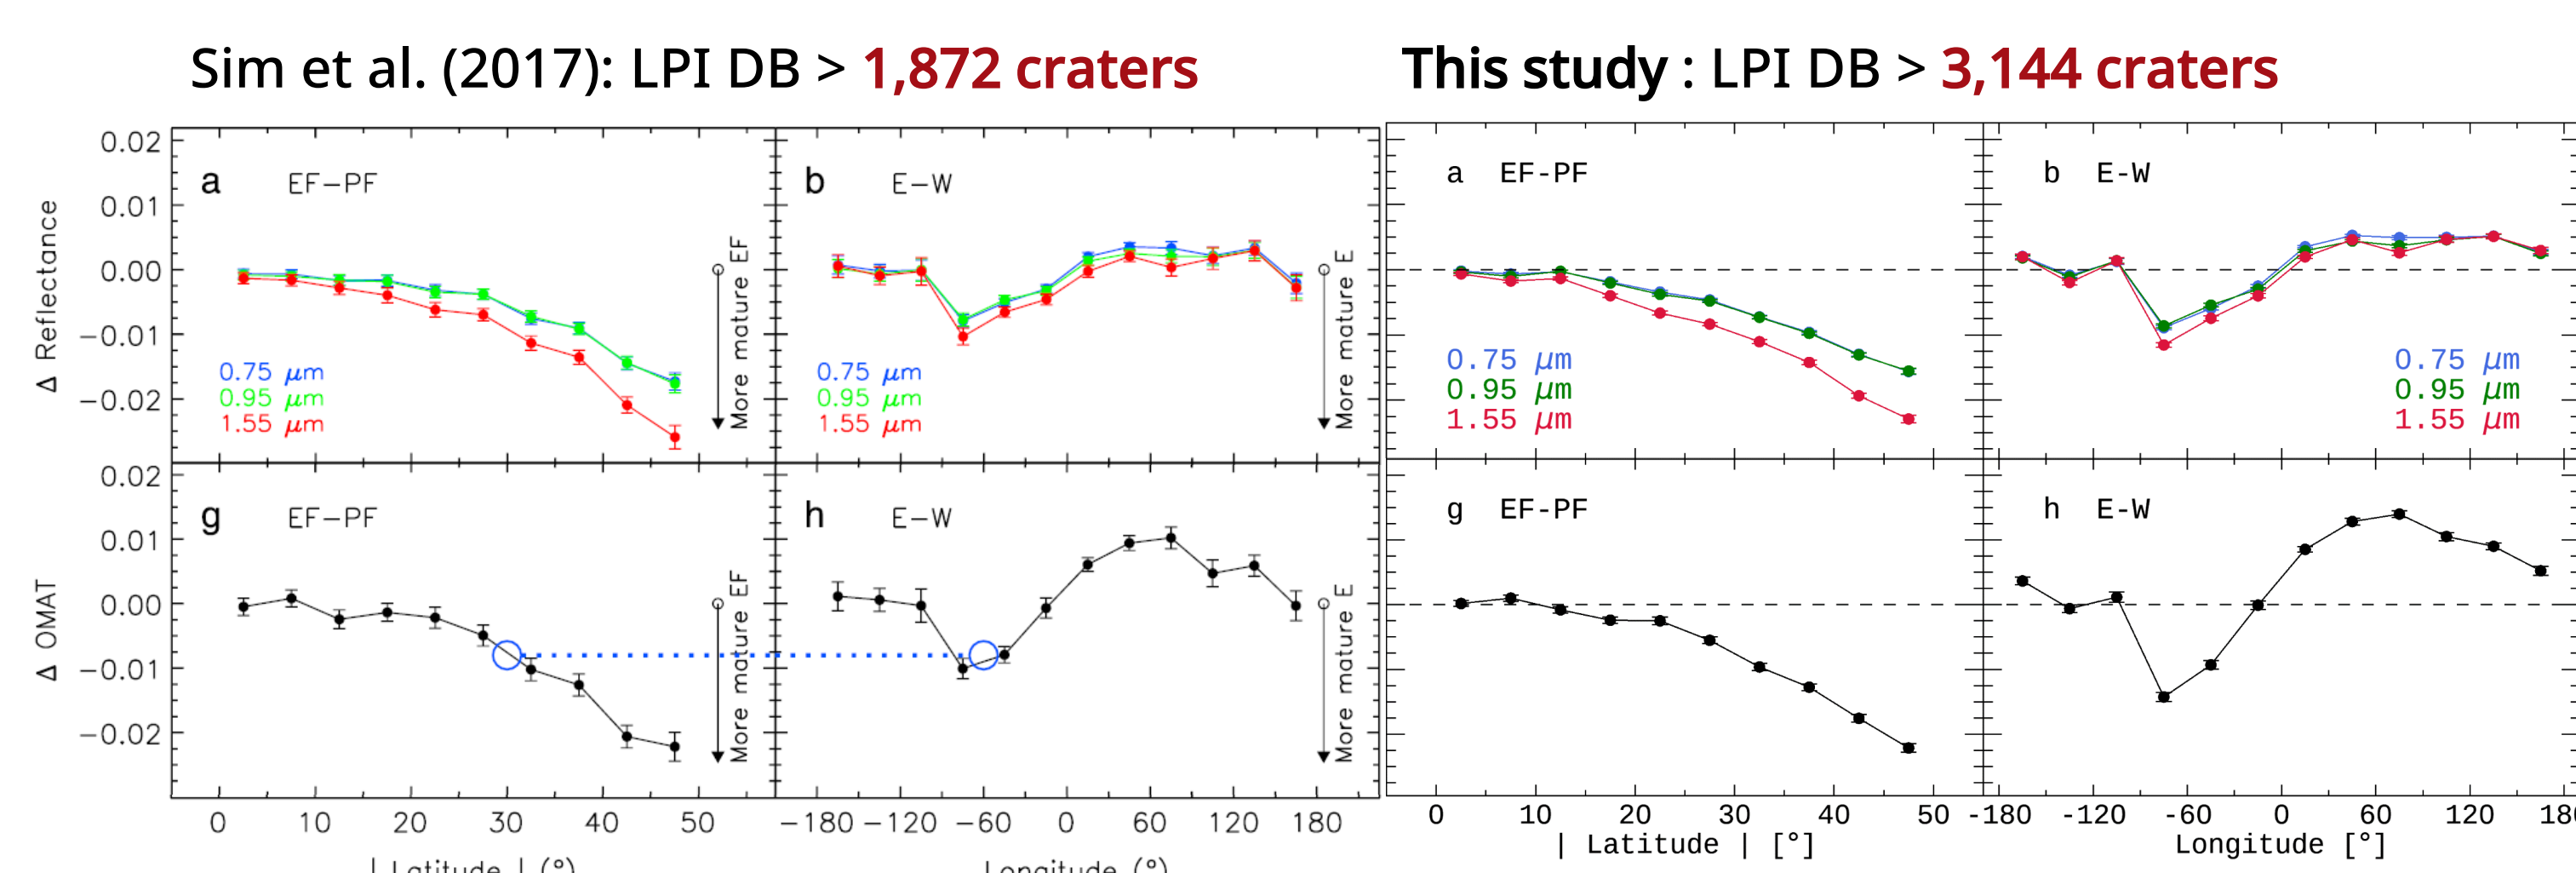 Sim et al. (2017): LPI DB > 1,872 craters
This study : LPI DB > 3,144 craters
0.02
0.01
0.00
−0.01
−0.02
Δ Reflectance
a EF−PF
0.75 μm
0.95 μm
1.55 μm
More mature EF
b E−W
0.75 μm
0.95 μm
1.55 μm
More mature E
0.02
0.01
0.00
−0.01
−0.02
Δ OMAT
g EF−PF
More mature EF
h E−W
More mature E
0 10 20 30 40 50
−180 −120 −60 0 60 120 180
| Latitude | (°)
Longitude (°)
a EF-PF
0.75 μm
0.95 μm
1.55 μm
b E-W
0.75 μm
0.95 μm
1.55 μm
g EF-PF
h E-W
0 10 20 30 40 50
-180 -120 -60 0 60 120 18
| Latitude | [°]
Longitude [°]